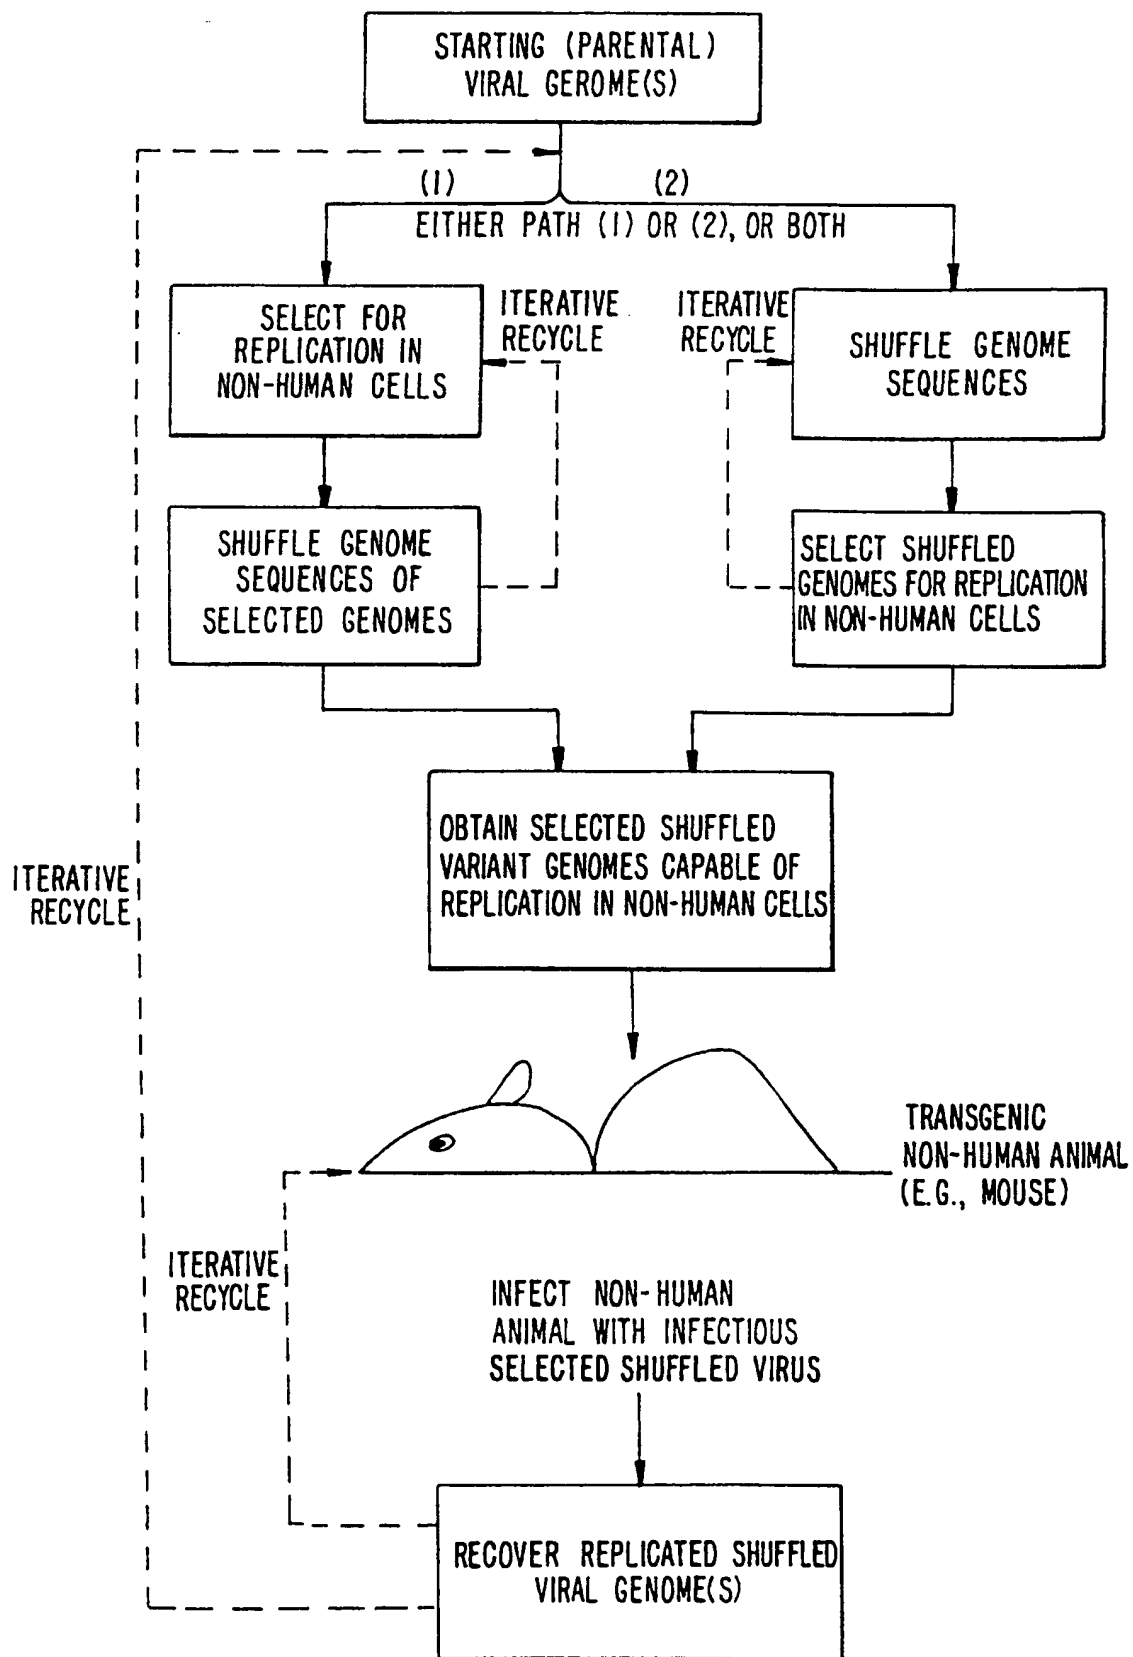 STARTING (PARENTAL)
VIRAL GEROME(S)
(1)
(2)
EITHER PATH (1) OR (2), OR BOTH
SELECT FOR
REPLICATION IN
NON-HUMAN CELLS
ITERATIVE
RECYCLE
ITERATIVE
RECYCLE
SHUFFLE GENOME
SEQUENCES
SHUFFLE GENOME
SEQUENCES OF
SELECTED GENOMES
SELECT SHUFFLED
GENOMES FOR REPLICATION
IN NON-HUMAN CELLS
OBTAIN SELECTED SHUFFLED
VARIANT GENOMES CAPABLE OF
REPLICATION IN NON-HUMAN CELLS
ITERATIVE
RECYCLE
TRANSGENIC
NON-HUMAN ANIMAL
(E.G., MOUSE)
ITERATIVE
RECYCLE
INFECT NON-HUMAN
ANIMAL WITH INFECTIOUS
SELECTED SHUFFLED VIRUS
RECOVER REPLICATED SHUFFLED
VIRAL GENOME(S)